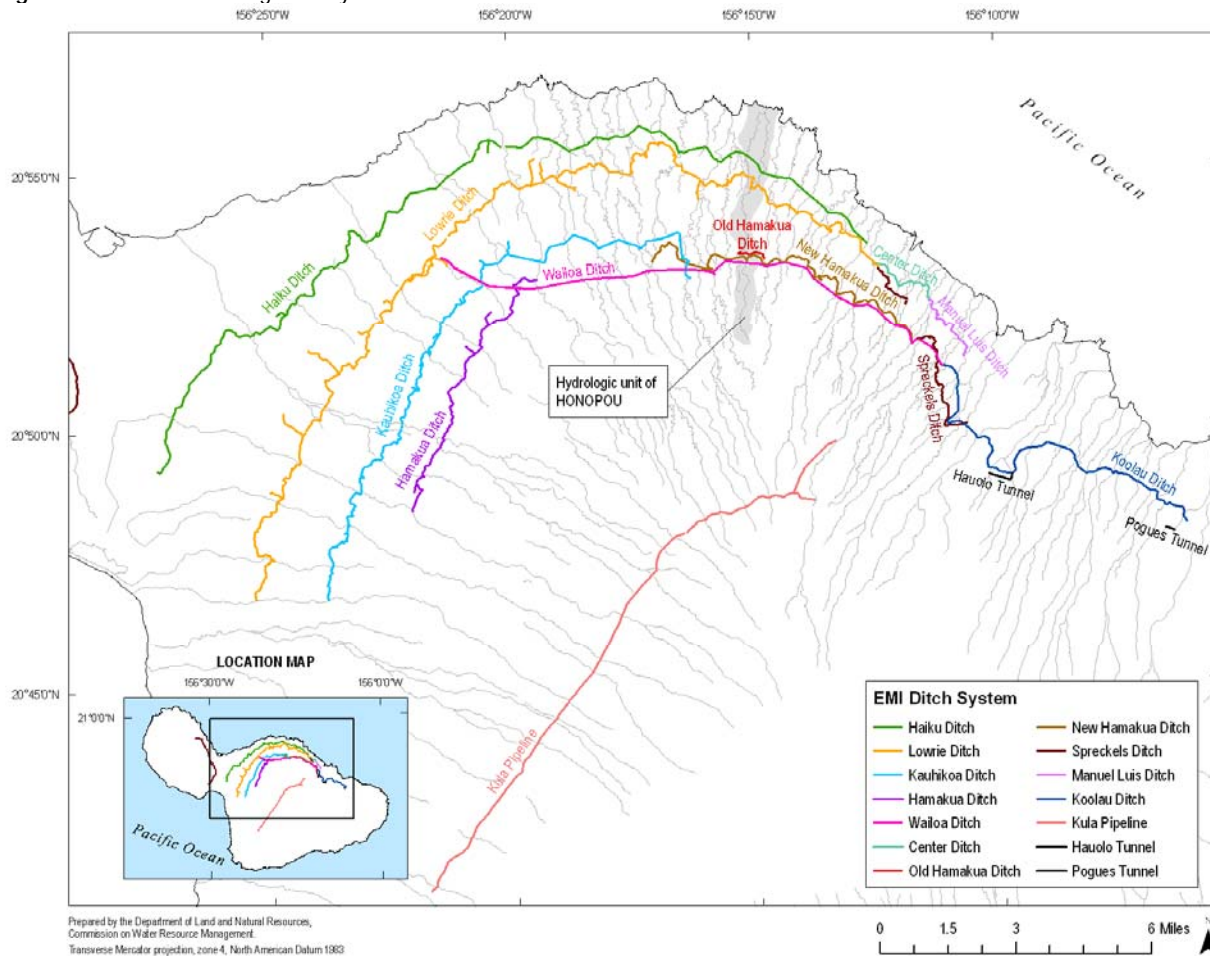 156°25'0"W
156°20'0"W
156°15'0"W
156°10'0"W
Pacific Ocean
20°55'0"N
Lowrie Ditch
Old Hamakua
Ditch
New Hamakua Ditch
Center Ditch
Haiku Ditch
Wailoa Ditch
Manuel Luis Ditch
Hydrologic unit of
HONOPOU
Kauhikoa Ditch
Spreckels Ditch
20°50'0"N
Hamakua Ditch
Koolau Ditch
Hauolo Tunnel
Pogues Tunnel
LOCATION MAP
20°45'0"N
156°30'0"W
156°0'0"W
21°0'0"N
Kula Pipeline
Pacific Ocean
EMI Ditch System
Haiku Ditch
Lowrie Ditch
Kauhikoa Ditch
Hamakua Ditch
Wailoa Ditch
Center Ditch
Old Hamakua Ditch
New Hamakua Ditch
Spreckels Ditch
Manuel Luis Ditch
Koolau Ditch
Kula Pipeline
Hauolo Tunnel
Pogues Tunnel
Prepared by the Department of Land and Natural Resources,
Commission on Water Resource Management.
Transverse Mercator projection, zone 4, North American Datum 1983
0 1.5 3 6 Miles